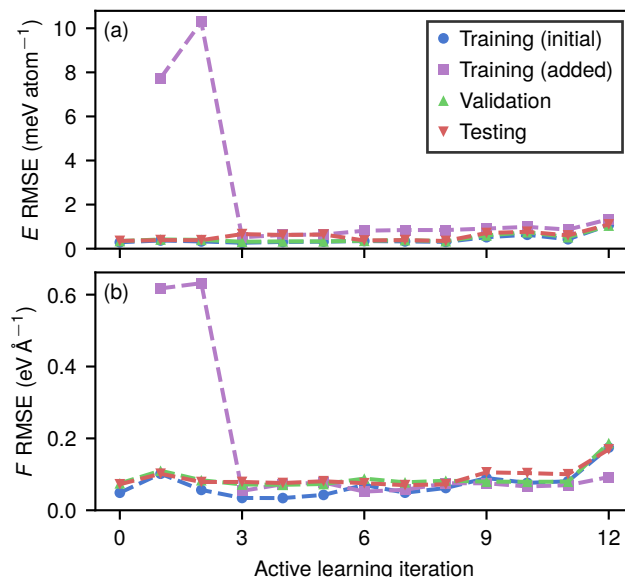 (a)
E RMSE (meV atom⁻¹)
10
8
6
4
2
0
Training (initial)
Training (added)
Validation
Testing
(b)
F RMSE (eV Å⁻¹)
0.6
0.4
0.2
0.0
0 3 6 9 12
Active learning iteration